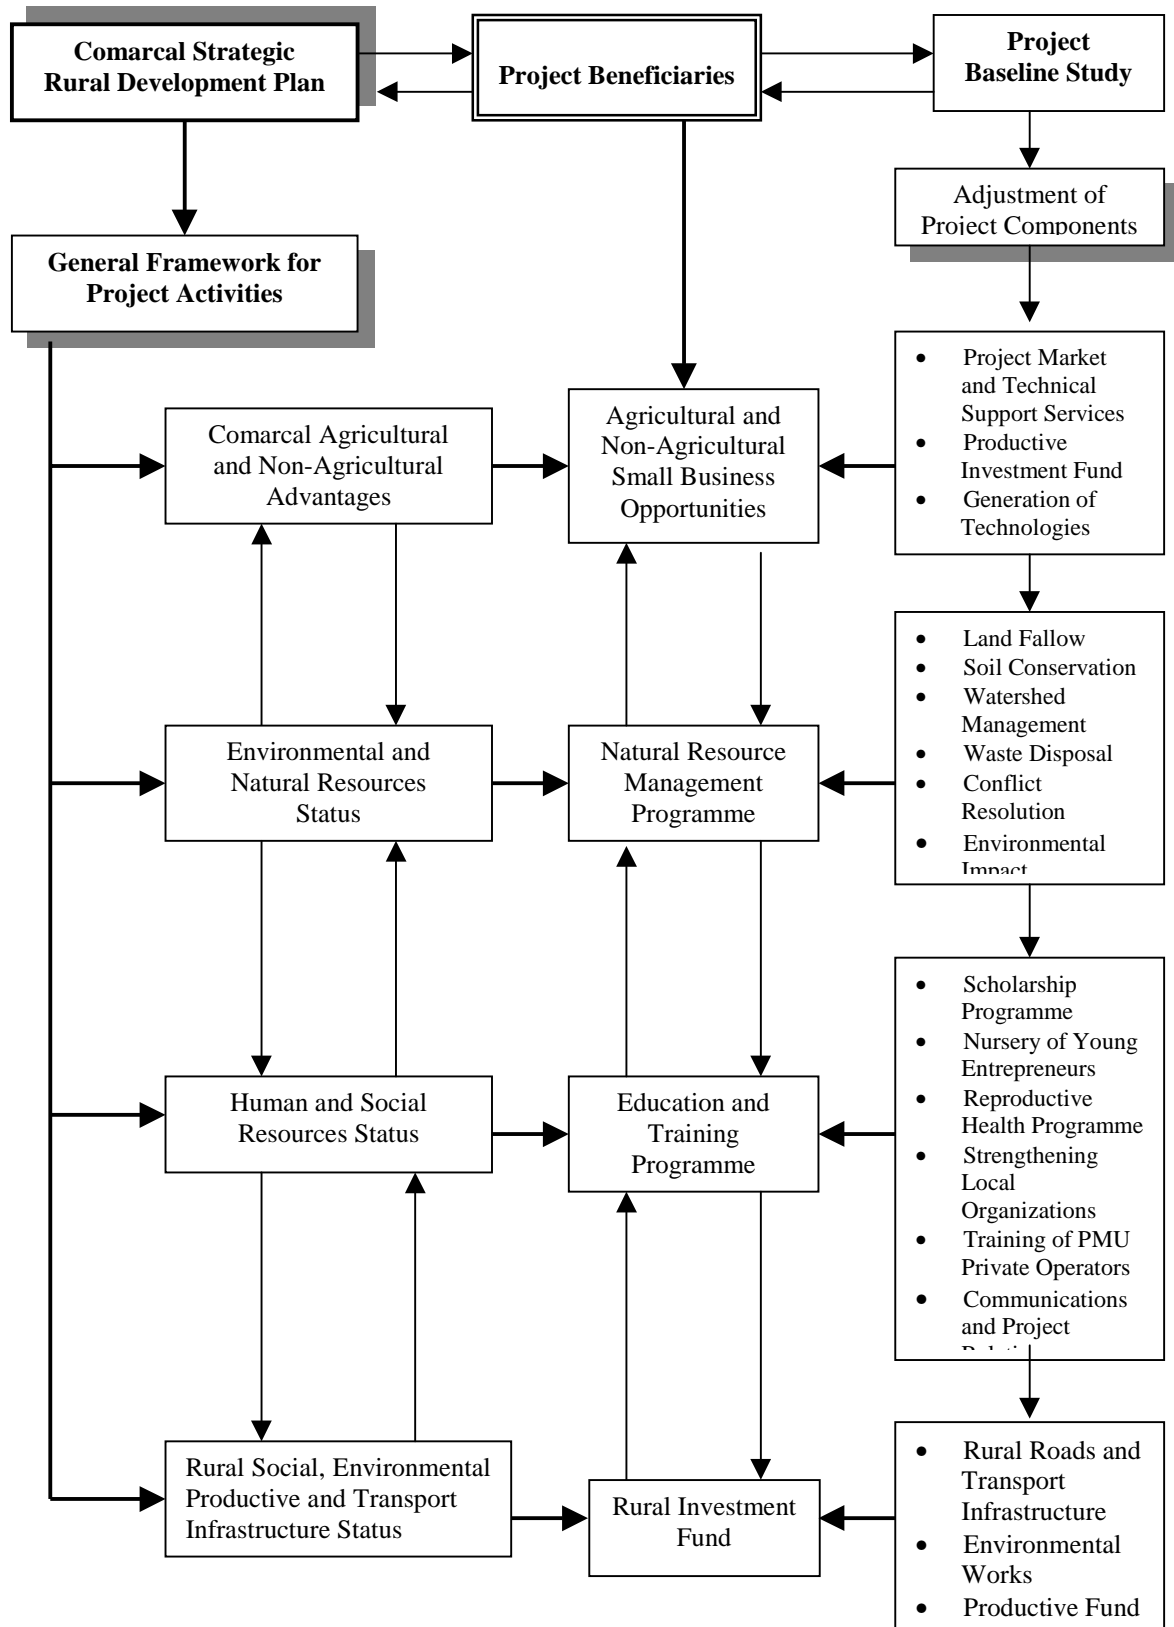 Comarcal Strategic
Rural Development Plan
Project Beneficiaries
Project
Baseline Study
Adjustment of
Project Components
General Framework for
Project Activities
• Project Market
and Technical
Support Services
• Productive
Investment Fund
• Generation of
Technologies
Comarcal Agricultural
and Non-Agricultural
Advantages
Agricultural and
Non-Agricultural
Small Business
Opportunities
• Land Fallow
• Soil Conservation
• Watershed
Management
• Waste Disposal
• Conflict
Resolution
• Environmental
Impact
Environmental and
Natural Resources
Status
Natural Resource
Management
Programme
• Scholarship
Programme
• Nursery of Young
Entrepreneurs
• Reproductive
Health Programme
• Strengthening
Local
Organizations
• Training of PMU
Private Operators
• Communications
and Project
Human and Social
Resources Status
Education and
Training
Programme
Rural Social, Environmental
Productive and Transport
Infrastructure Status
Rural Investment
Fund
• Rural Roads and
Transport
Infrastructure
• Environmental
Works
• Productive Fund